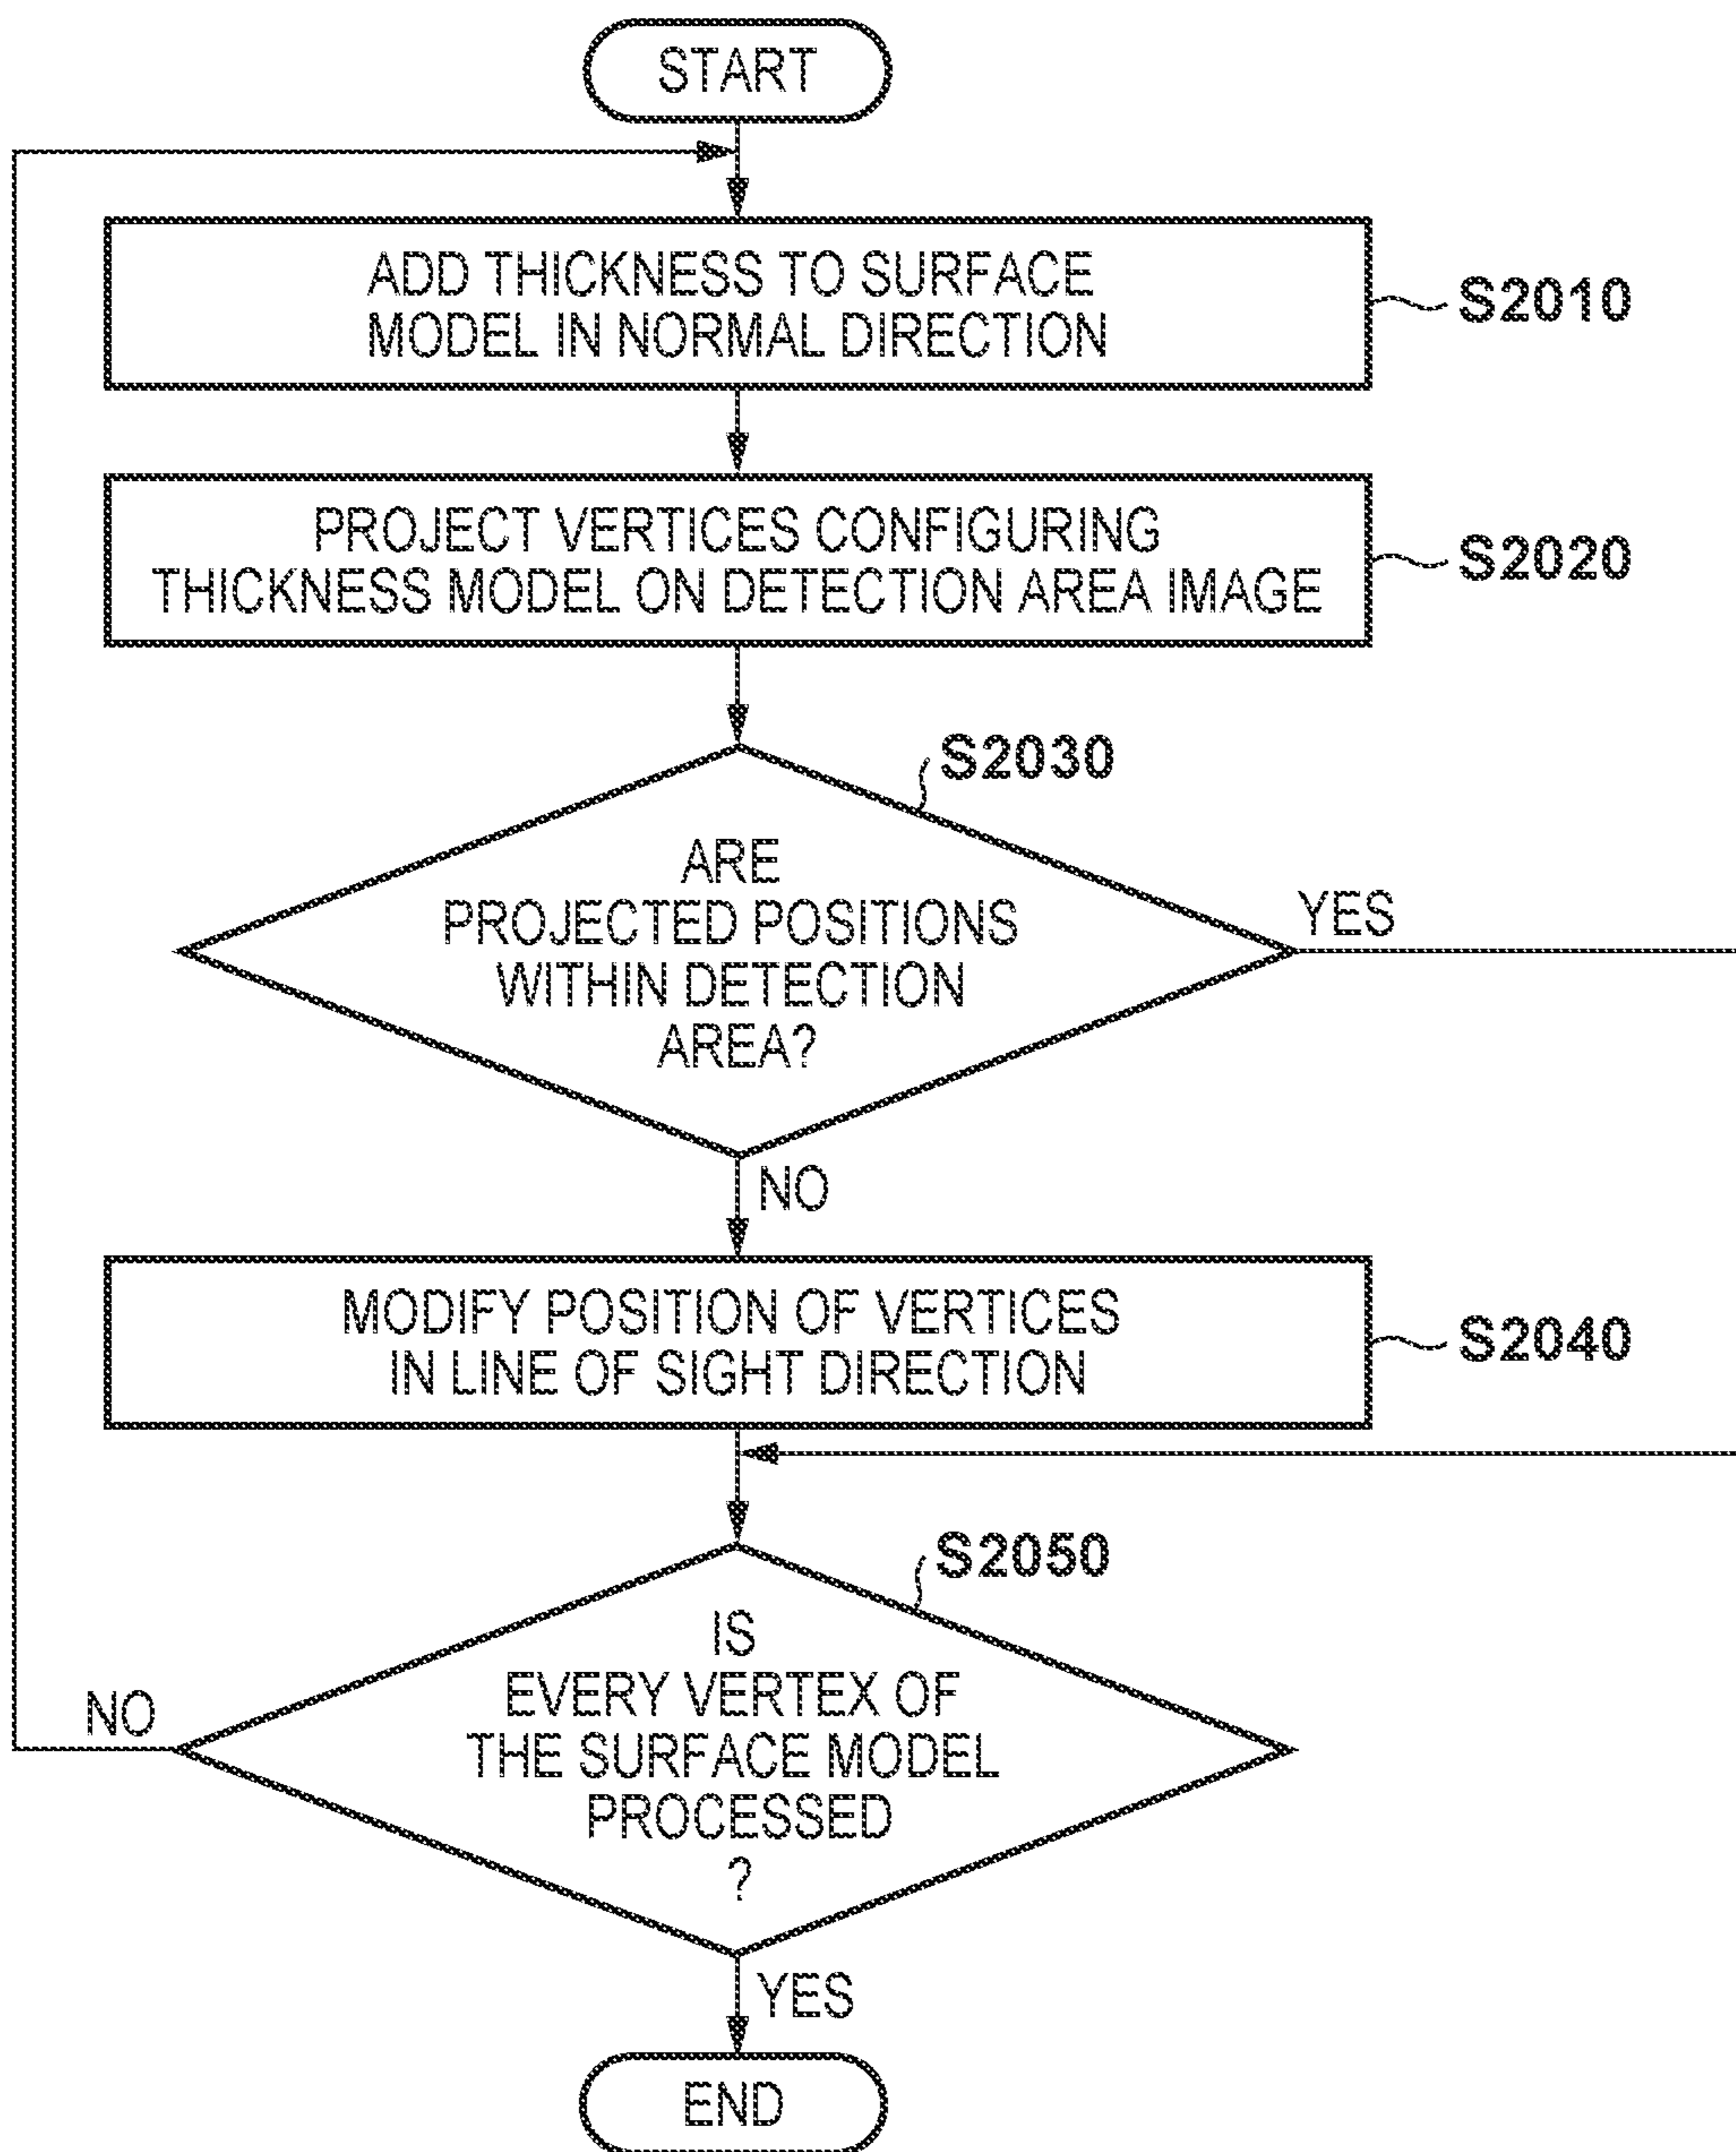 START
ADD THICKNESS TO SURFACE
MODEL IN NORMAL DIRECTION
S2010
PROJECT VERTICES CONFIGURING
THICKNESS MODEL ON DETECTION AREA IMAGE
S2020
S2030
ARE
PROJECTED POSITIONS
WITHIN DETECTION
AREA?
YES
NO
MODIFY POSITION OF VERTICES
IN LINE OF SIGHT DIRECTION
S2040
S2050
IS
EVERY VERTEX OF
THE SURFACE MODEL
PROCESSED
?
NO
YES
END